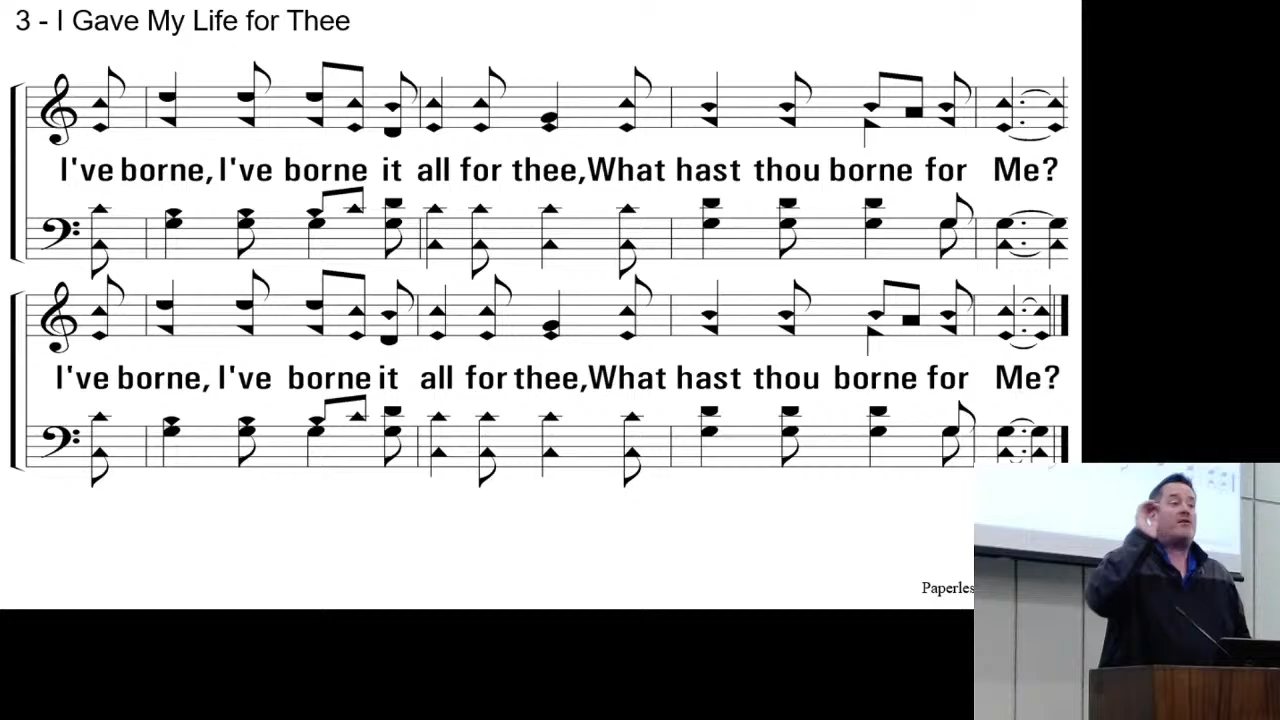 3 - I Gave My Life for Thee
I've borne, I've borne it all for thee, What hast thou borne for Me?
I've borne, I've borne it all for thee, What hast thou borne for Me?